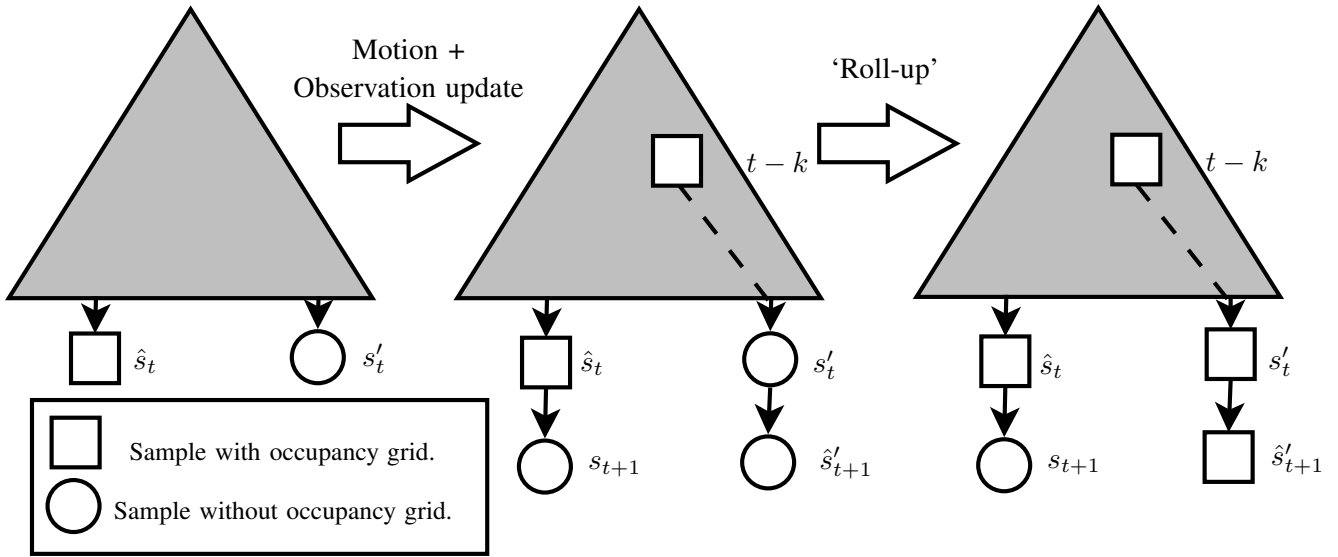 Motion +
Observation update
‘Roll-up’
t − k
t − k
ŝ_t
s′_t
ŝ_t
s′_t
ŝ_t
s′_t
s_{t+1}
ŝ′_{t+1}
s_{t+1}
ŝ′_{t+1}
Sample with occupancy grid.
Sample without occupancy grid.